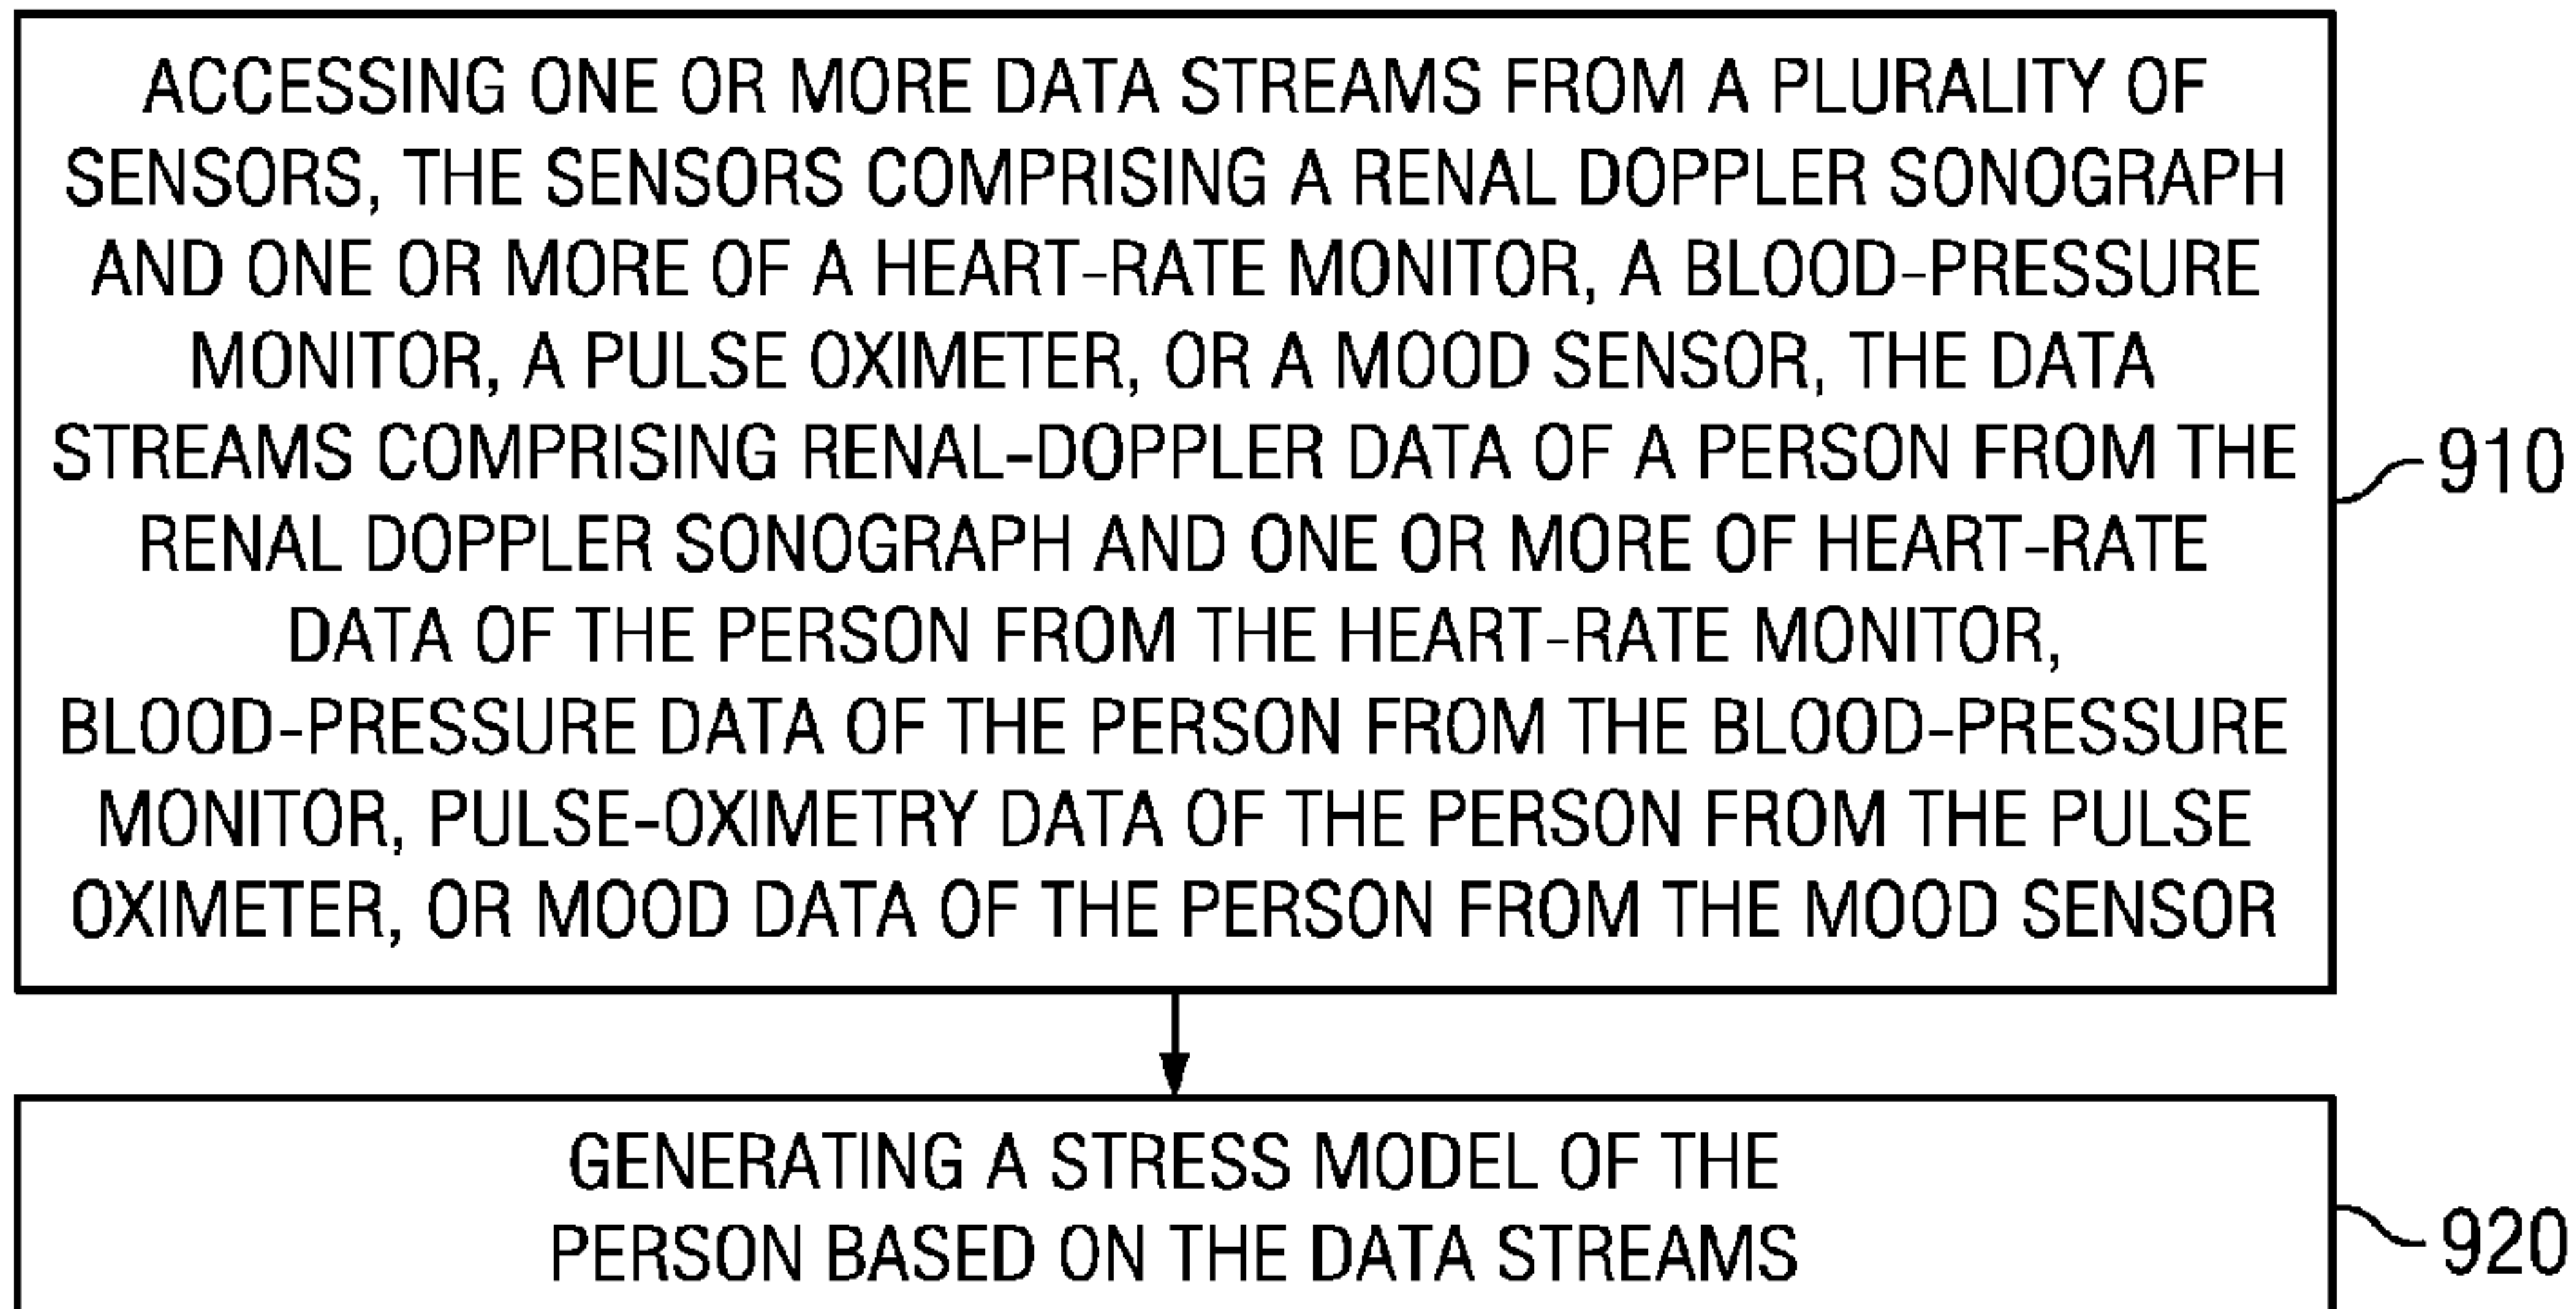 ACCESSING ONE OR MORE DATA STREAMS FROM A PLURALITY OF
SENSORS, THE SENSORS COMPRISING A RENAL DOPPLER SONOGRAPH
AND ONE OR MORE OF A HEART-RATE MONITOR, A BLOOD-PRESSURE
MONITOR, A PULSE OXIMETER, OR A MOOD SENSOR, THE DATA
STREAMS COMPRISING RENAL-DOPPLER DATA OF A PERSON FROM THE
RENAL DOPPLER SONOGRAPH AND ONE OR MORE OF HEART-RATE
DATA OF THE PERSON FROM THE HEART-RATE MONITOR,
BLOOD-PRESSURE DATA OF THE PERSON FROM THE BLOOD-PRESSURE
MONITOR, PULSE-OXIMETRY DATA OF THE PERSON FROM THE PULSE
OXIMETER, OR MOOD DATA OF THE PERSON FROM THE MOOD SENSOR
910
GENERATING A STRESS MODEL OF THE
PERSON BASED ON THE DATA STREAMS
920